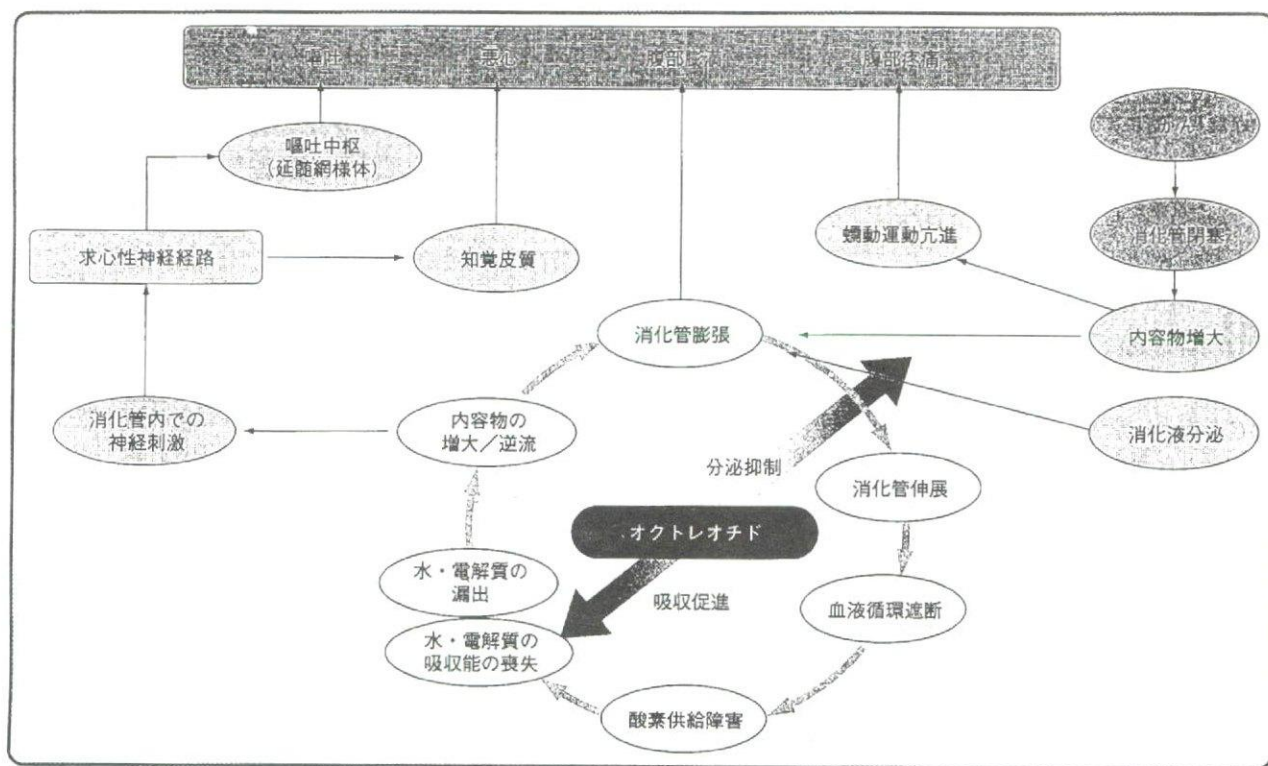 嘔吐
悪心
腹部疼痛
嘔吐中枢
(延髄網様体)
求心性神経経路
知覚皮質
蠕動運動亢進
消化管閉塞
内容物増大
消化管膨張
消化管内での
神経刺激
内容物の
増大/逆流
消化液分泌
分泌抑制
消化管伸展
オクトレオチド
水・電解質の
漏出
吸収促進
血液循環遮断
水・電解質の
吸収能の喪失
酸素供給障害